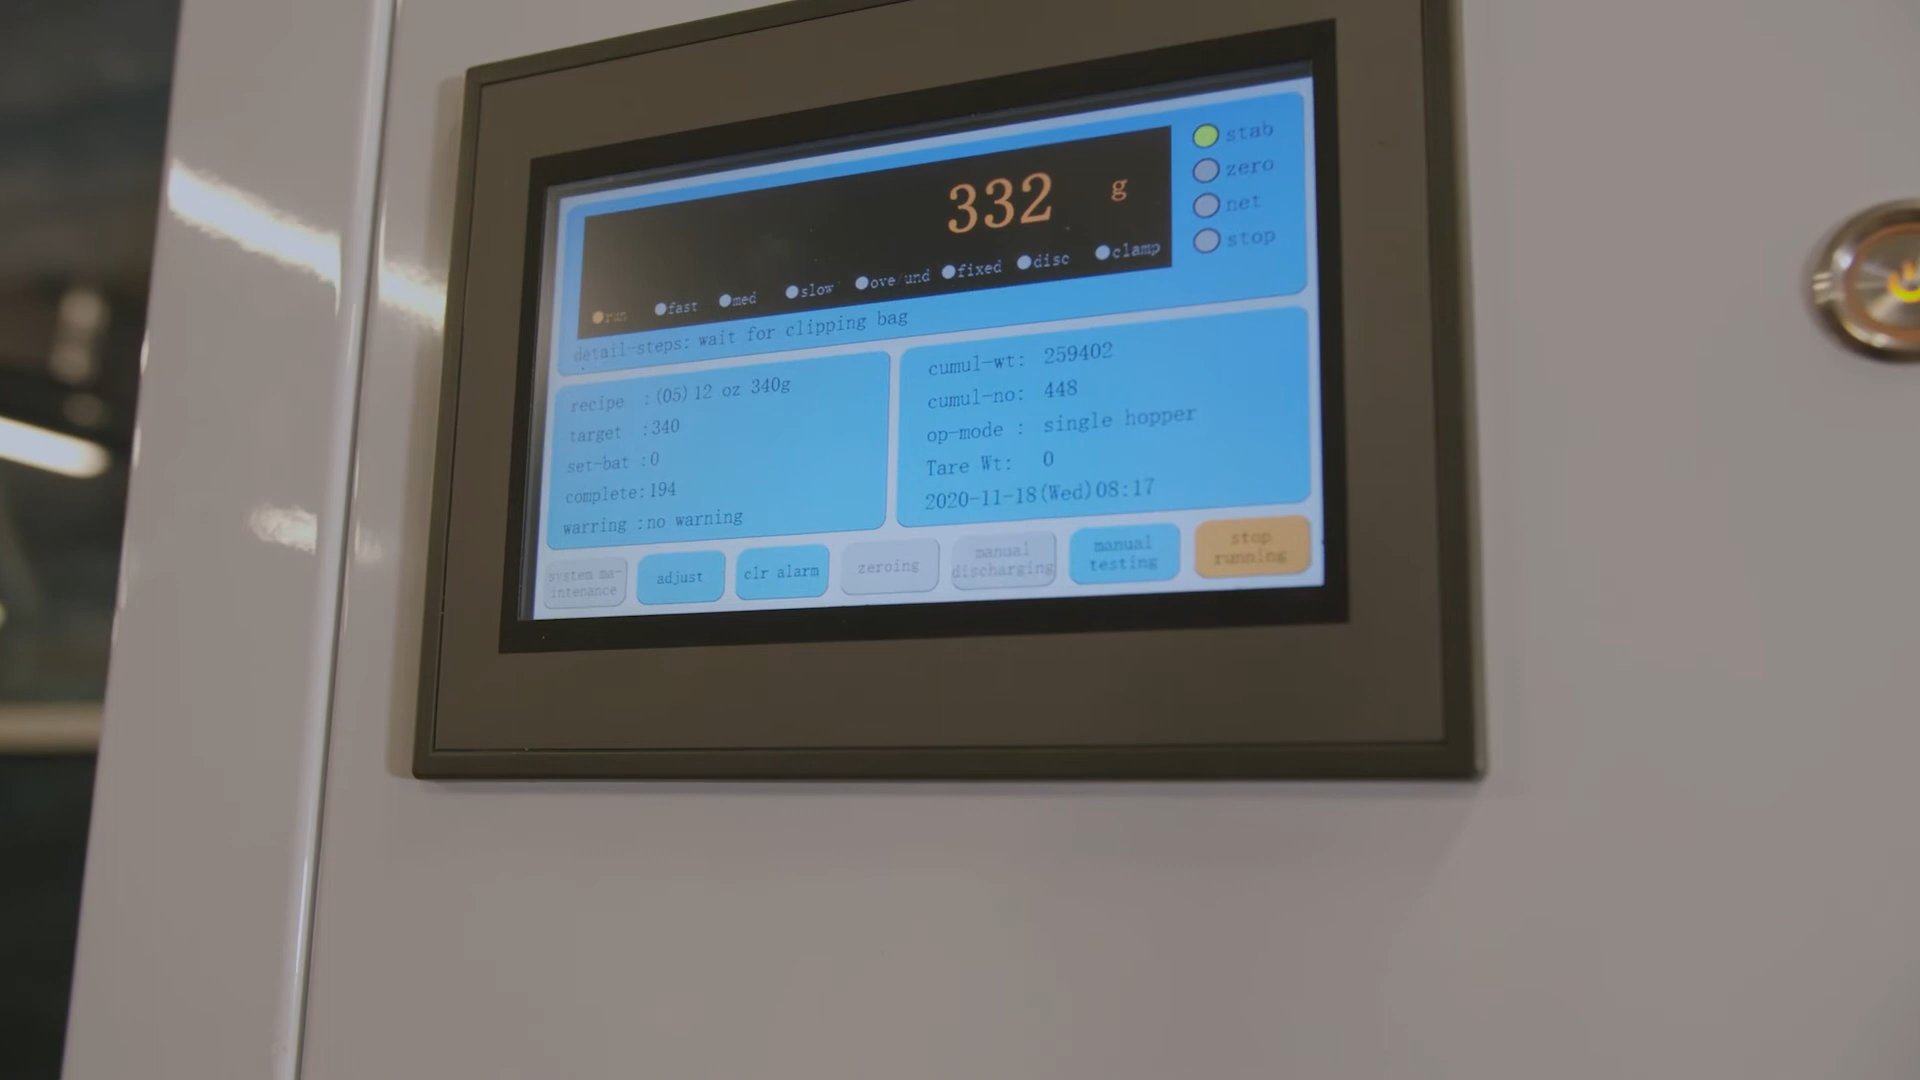 332 g
stab
zero
net
stop
run fast med slow ove/und fixed disc clamp
detail-steps: wait for clipping bag
recipe :(05)12 oz 340g
target :340
set-bat :0
complete:194
warring :no warning
cumul-wt: 259402
cumul-no: 448
op-mode : single hopper
Tare Wt: 0
2020-11-18(Wed)08:17
system ma-
intenance
adjust
clr alarm
zeroing
manual
discharging
manual
testing
stop
running